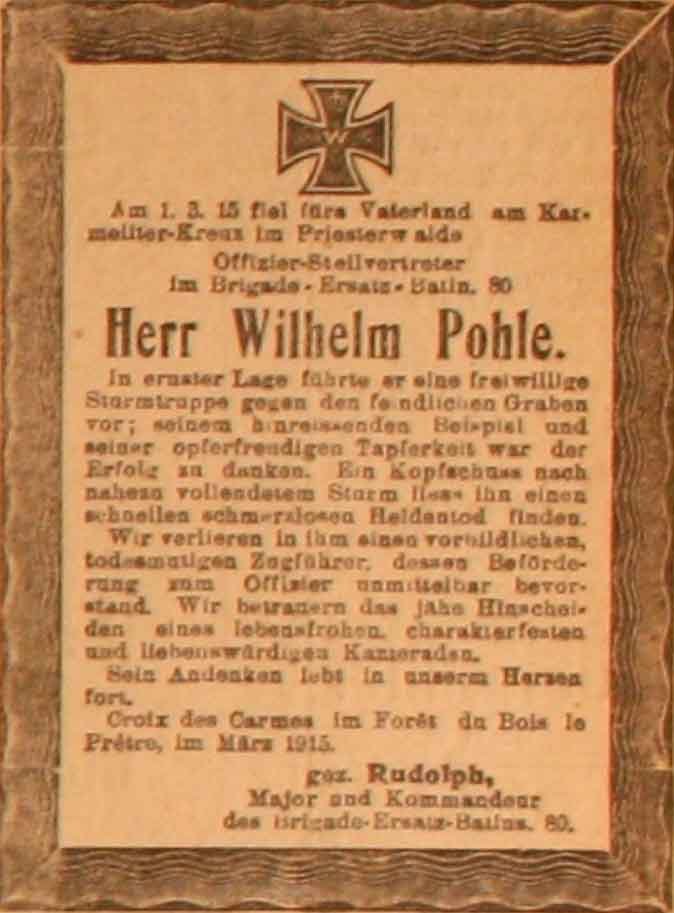 W
Am 1. 3. 15 fiel fürs Vaterland am Kar-
meliter-Kreuz im Priesterwalde
Offizier-Stellvertreter
im Brigade-Ersatz-Batln. 80
Herr Wilhelm Pohle.
In ernster Lage führte er eine freiwillige
Sturmtruppe gegen den feindlichen Graben
vor; seinem hinreissenden Beispiel und
seiner opferfreudigen Tapferkeit war der
Erfolg zu danken. Ein Kopfschuss nach
nahezu vollendetem Sturm liess ihn einen
schnellen schmerzlosen Heldentod finden.
Wir verlieren in ihm einen vorbildlichen,
todesmutigen Zugführer, dessen Beförde-
rung zum Offizier unmittelbar bevor-
stand. Wir betrauern das jähe Hinschei-
den eines lebensfrohen, charakterfesten
und liebenswürdigen Kameraden.
Sein Andenken lebt in unserm Herzen
fort.
Croix des Carmes im Forêt du Bois le
Prêtre, im März 1915.
gez. Rudolph,
Major und Kommandeur
des Brigade-Ersatz-Batlns. 80.